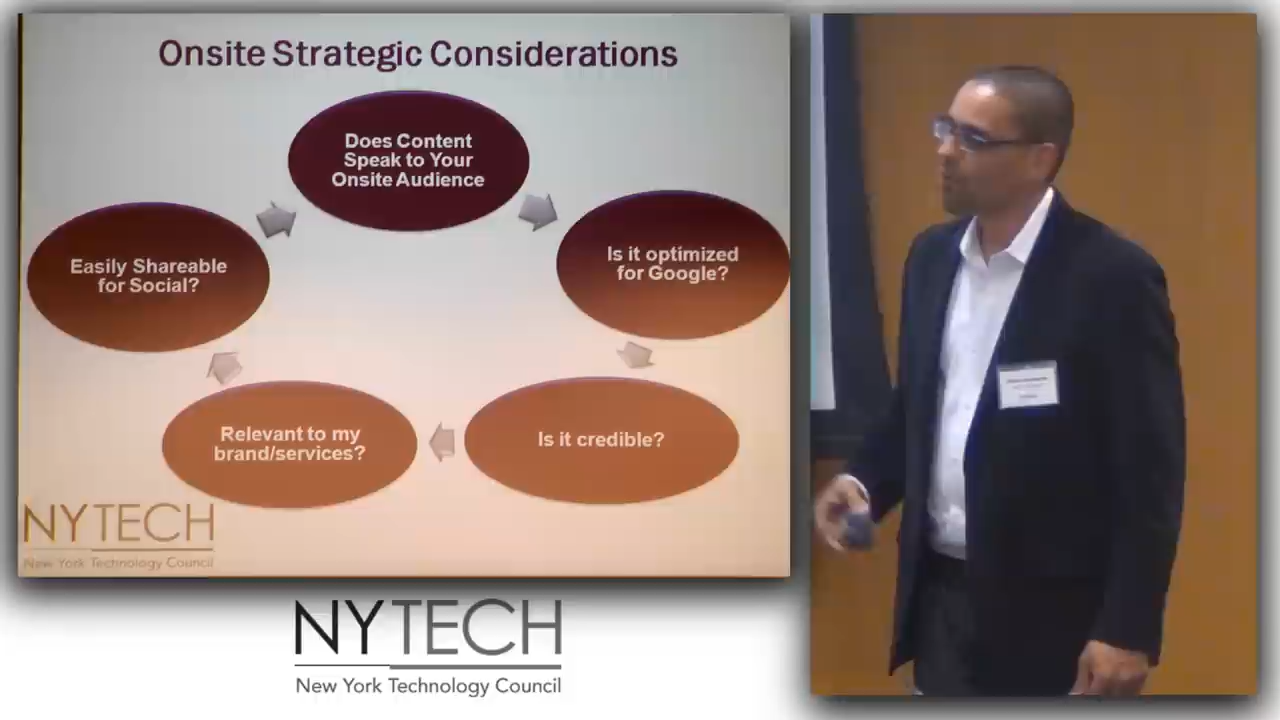 Onsite Strategic Considerations
Does Content
Speak to Your
Onsite Audience
Easily Shareable
for Social?
Is it optimized
for Google?
Relevant to my
brand/services?
Is it credible?
NYTECH
New York Technology Council
NYTECH
New York Technology Council